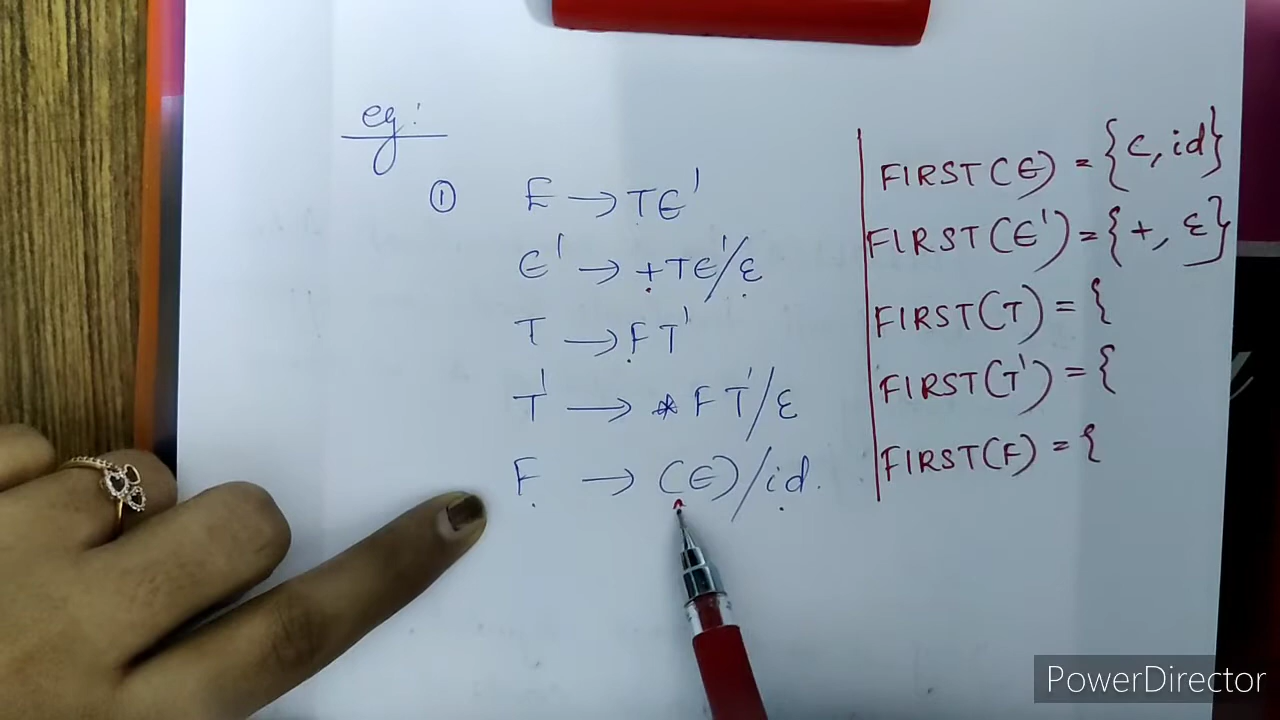 eg:
① E → TE'
E' → +TE'/ε
T → FT'
T' → *FT'/ε
F → (E)/id.
FIRST(E) = {(, id}
FIRST(E') = {+, ε}
FIRST(T) = {
FIRST(T') = {
FIRST(F) = {
PowerDirector